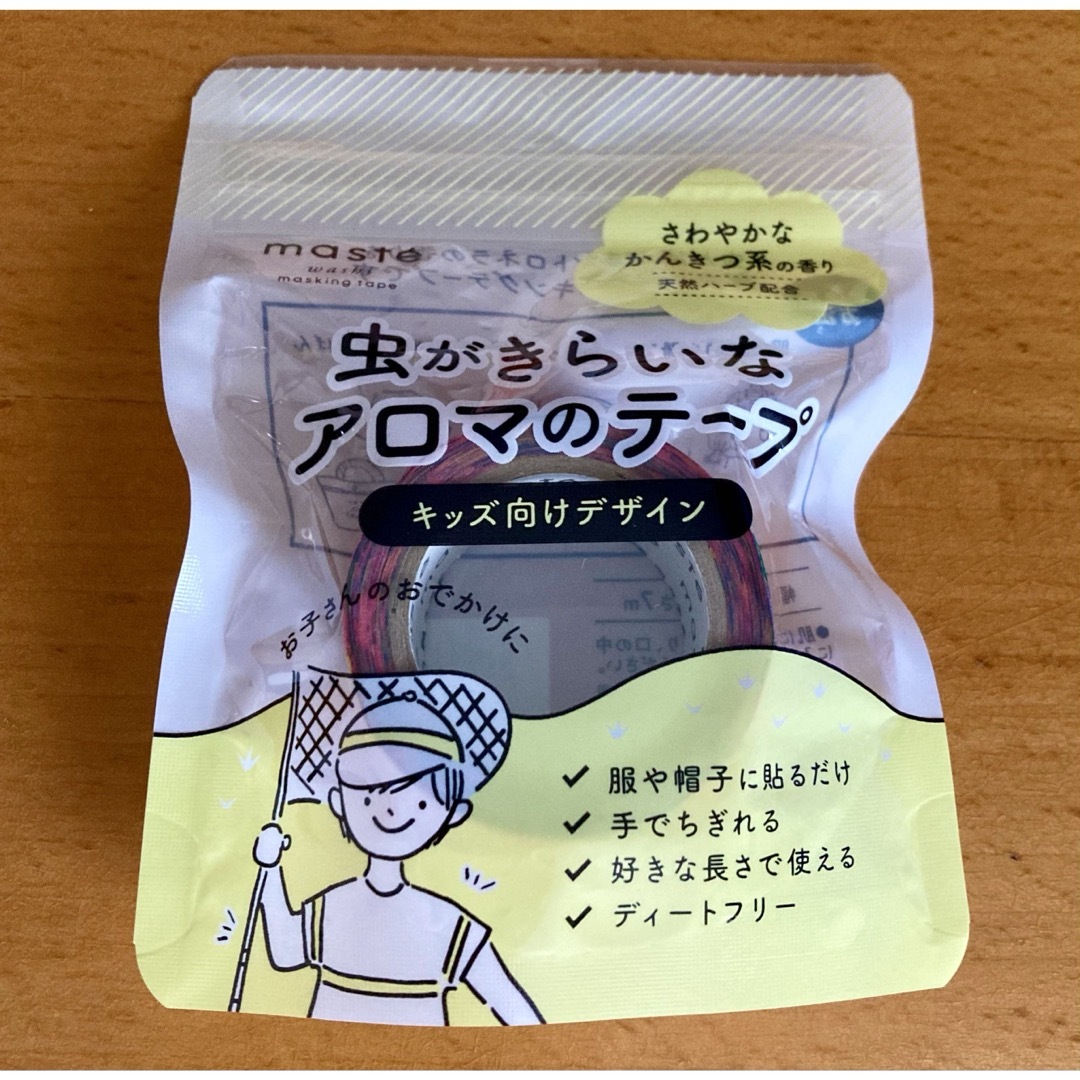 maste
washi
masking tape
さわやかな
かんきつ系の香り
天然ハーブ配合
虫がきらいな
アロマのテープ
キッズ向けデザイン
お子さんのおでかけに
服や帽子に貼るだけ
手でちぎれる
好きな長さで使える
ディートフリー